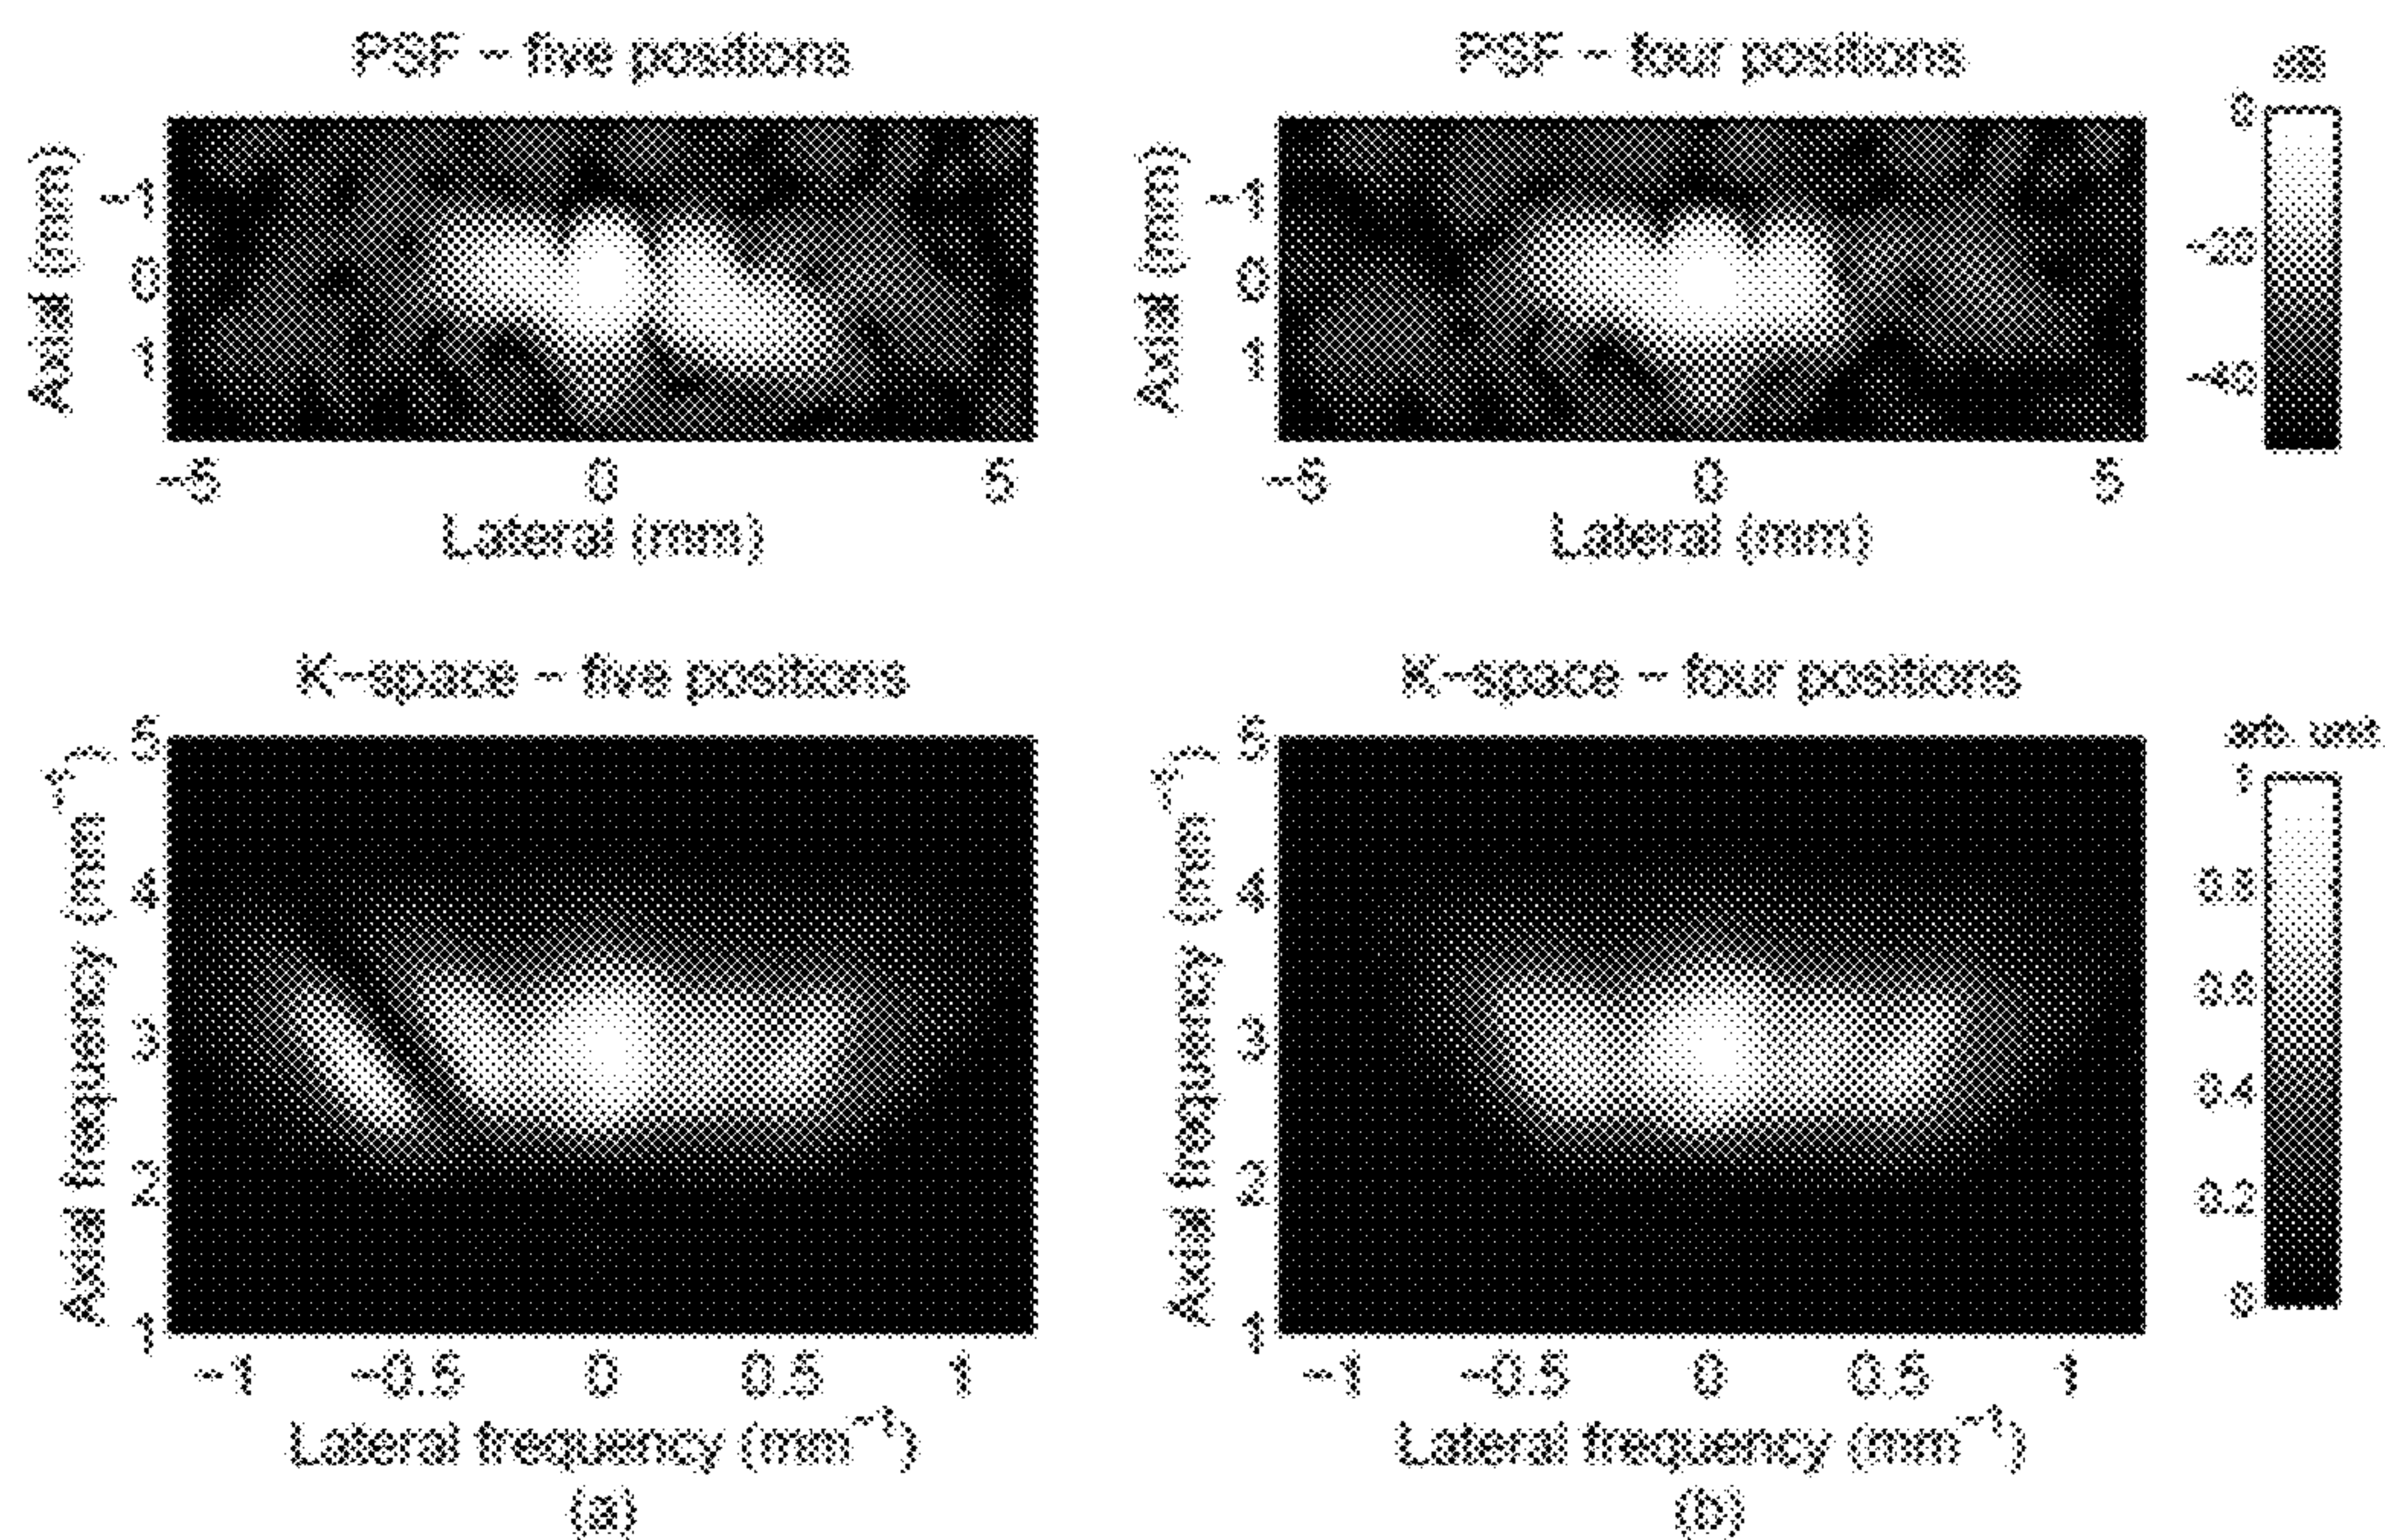 PSF – five positions
PSF – four positions
dB
Axial (mm)
−1
0
1
−5
0
5
Lateral (mm)
Axial (mm)
−1
0
1
−5
0
5
Lateral (mm)
0
−20
−40
K−space − five positions
K−space − four positions
arb. unit
Axial frequency (mm⁻¹)
5
4
3
2
1
−1
−0.5
0
0.5
1
Lateral frequency (mm⁻¹)
(a)
Axial frequency (mm⁻¹)
5
4
3
2
1
−1
−0.5
0
0.5
1
Lateral frequency (mm⁻¹)
(b)
1
0.8
0.6
0.4
0.2
0